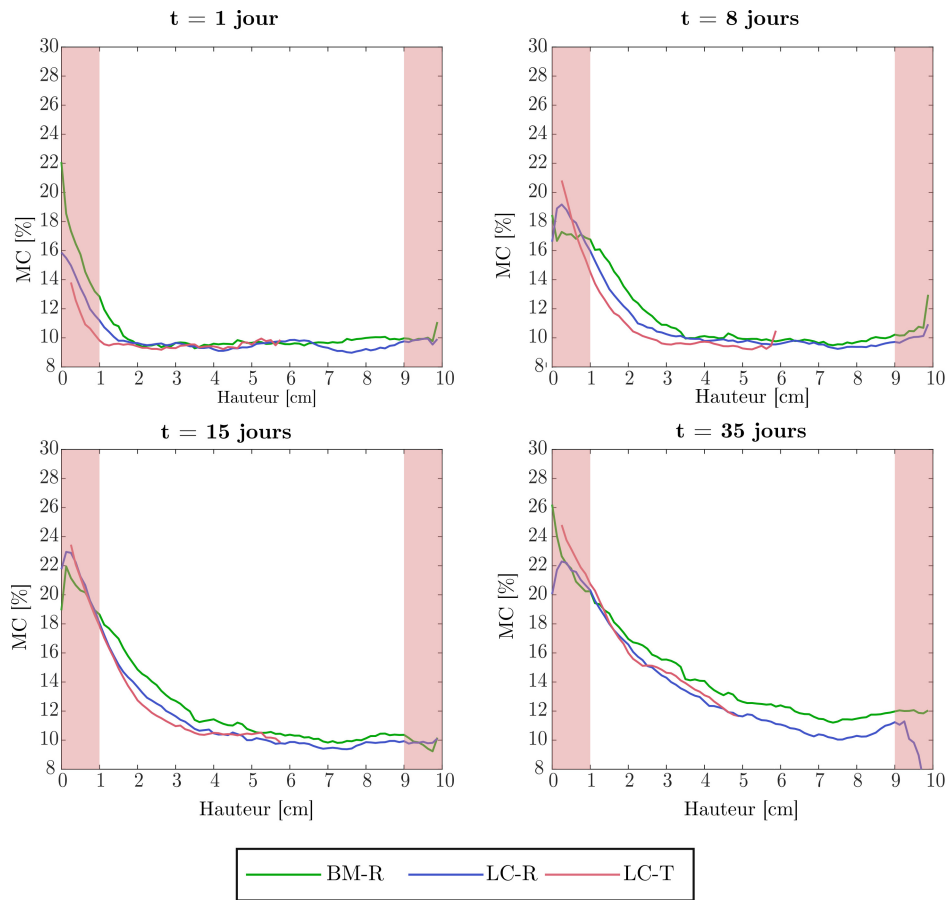 t = 1 jour
t = 8 jours
30
28
26
24
22
20
18
16
14
12
10
8
MC [%]
0 1 2 3 4 5 6 7 8 9 10
Hauteur [cm]
30
28
26
24
22
20
18
16
14
12
10
8
MC [%]
0 1 2 3 4 5 6 7 8 9 10
Hauteur [cm]
t = 15 jours
t = 35 jours
30
28
26
24
22
20
18
16
14
12
10
8
MC [%]
0 1 2 3 4 5 6 7 8 9 10
Hauteur [cm]
30
28
26
24
22
20
18
16
14
12
10
8
MC [%]
0 1 2 3 4 5 6 7 8 9 10
Hauteur [cm]
BM-R LC-R LC-T